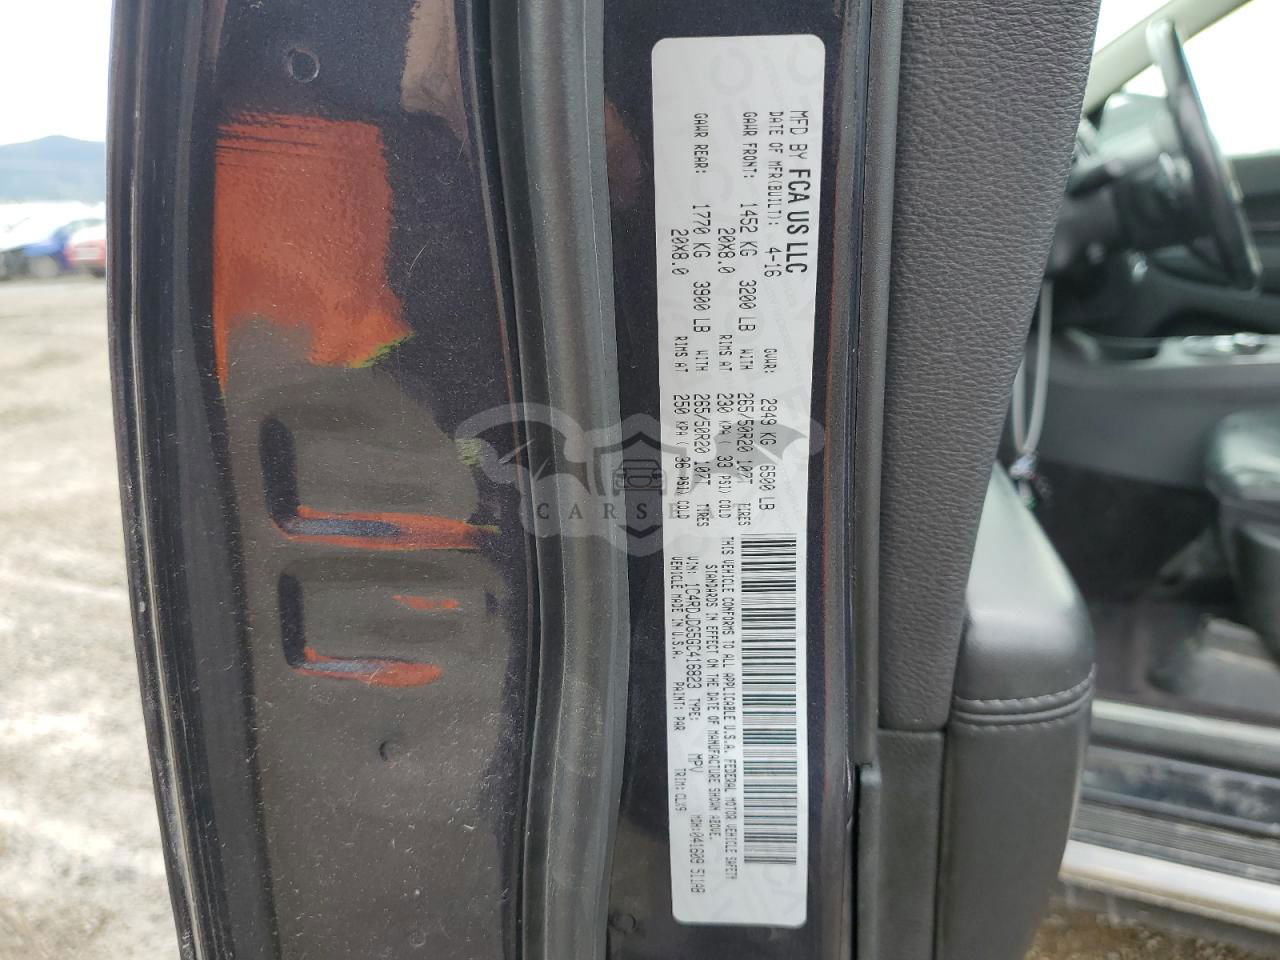 MFD BY FCA US LLC
DATE OF MFR(BUILT): 4-16 GVWR: 2949 KG 6500 LB
GAWR FRONT: 1452 KG 3200 LB WITH 265/50R20 107T TIRES
20X8.0 RIMS AT 230 KPA ( 33 PSI) COLD
GAWR REAR: 1770 KG 3900 LB WITH 265/50R20 107T TIRES
20X8.0 RIMS AT 250 KPA ( 36 PSI) COLD
THIS VEHICLE CONFORMS TO ALL APPLICABLE U.S.A. FEDERAL MOTOR VEHICLE SAFETY
STANDARDS IN EFFECT ON THE DATE OF MANUFACTURE SHOWN ABOVE.
VIN: 1C4RDJDG5GC416823 TYPE: MPV MDH:041609 511AB
VEHICLE MADE IN U.S.A. PAINT: PAR TRIM:CLX9